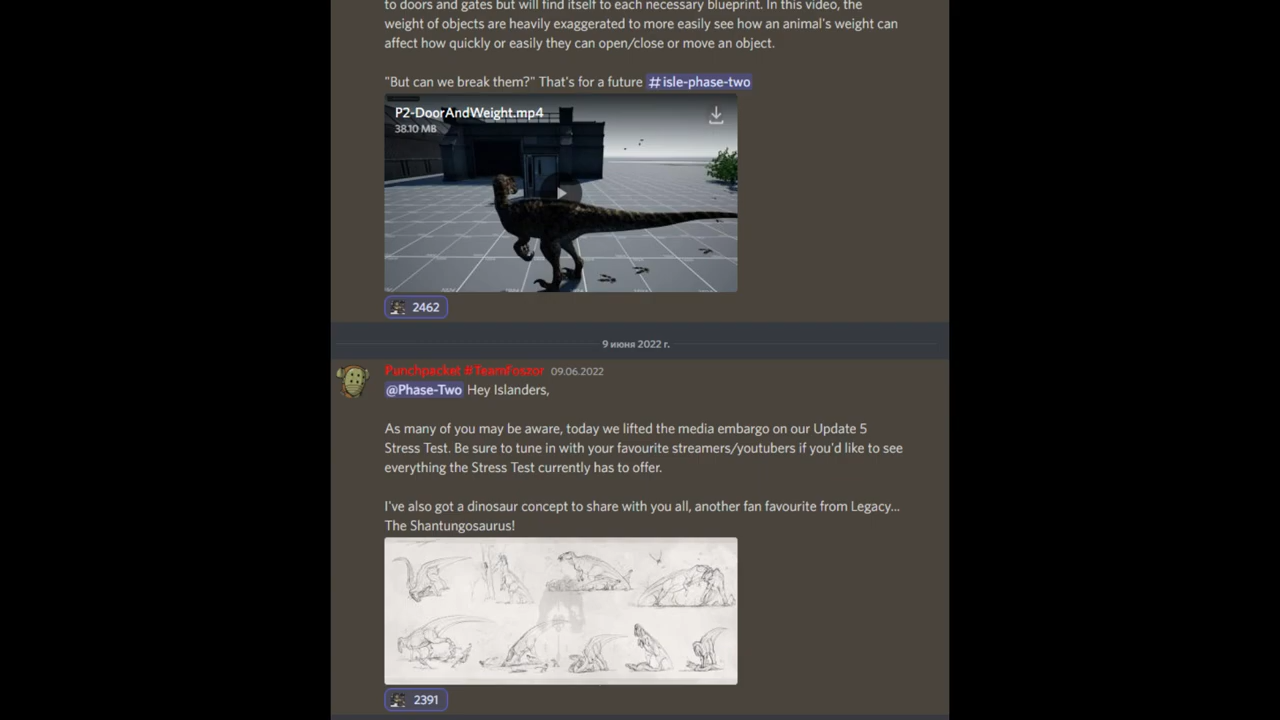 to doors and gates but will find itself to each necessary blueprint. In this video, the
weight of objects are heavily exaggerated to more easily see how an animal's weight can
affect how quickly or easily they can open/close or move an object.
"But can we break them?" That's for a future # isle-phase-two
P2-DoorAndWeight.mp4
38.10 MB
2462
9 июня 2022 г.
Punchpacket #TeamFoszor 09.06.2022
@Phase-Two Hey Islanders,
As many of you may be aware, today we lifted the media embargo on our Update 5
Stress Test. Be sure to tune in with your favourite streamers/youtubers if you'd like to see
everything the Stress Test currently has to offer.
I've also got a dinosaur concept to share with you all, another fan favourite from Legacy...
The Shantungosaurus!
2391